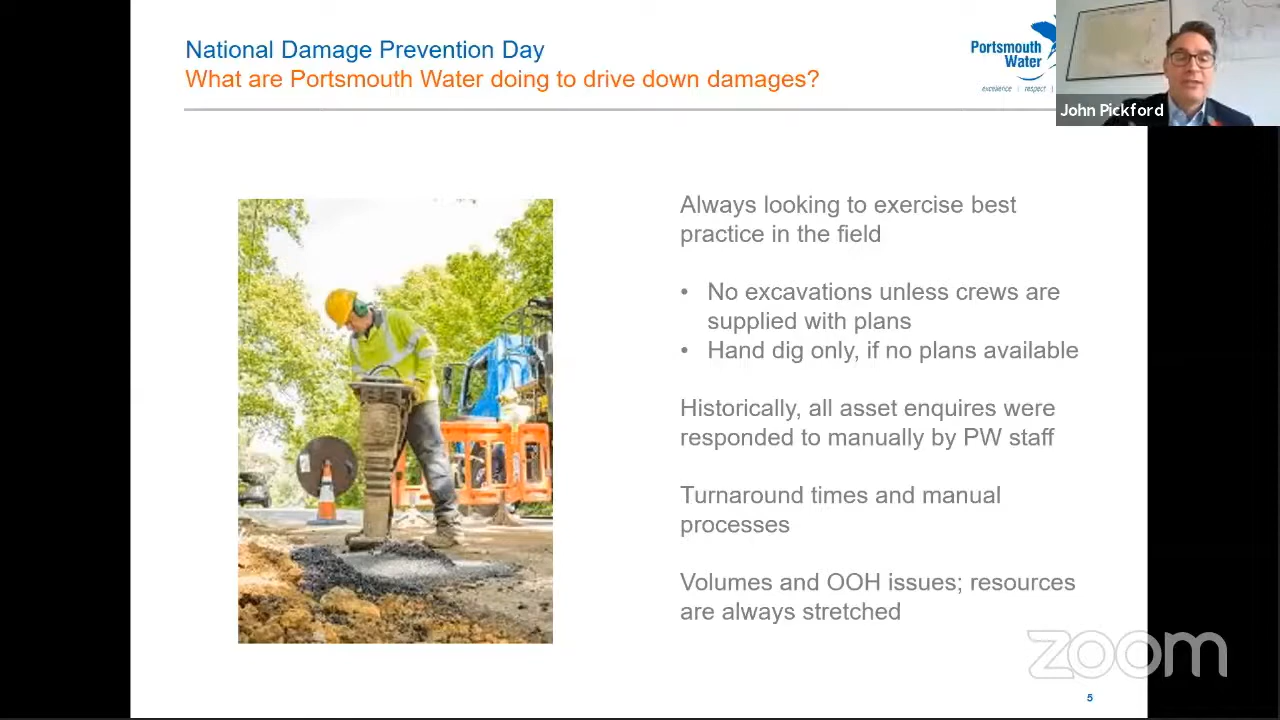 National Damage Prevention Day
What are Portsmouth Water doing to drive down damages?
Portsmouth
Water
excellence | respect |
John Pickford
Always looking to exercise best
practice in the field
• No excavations unless crews are
supplied with plans
• Hand dig only, if no plans available
Historically, all asset enquires were
responded to manually by PW staff
Turnaround times and manual
processes
Volumes and OOH issues; resources
are always stretched
zoom
5